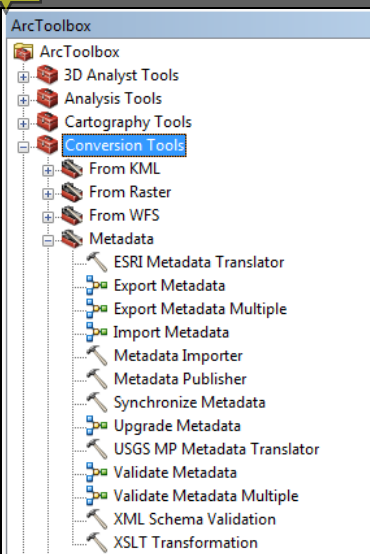 ArcToolbox
ArcToolbox
3D Analyst Tools
Analysis Tools
Cartography Tools
Conversion Tools
From KML
From Raster
From WFS
Metadata
ESRI Metadata Translator
Export Metadata
Export Metadata Multiple
Import Metadata
Metadata Importer
Metadata Publisher
Synchronize Metadata
Upgrade Metadata
USGS MP Metadata Translator
Validate Metadata
Validate Metadata Multiple
XML Schema Validation
XSLT Transformation